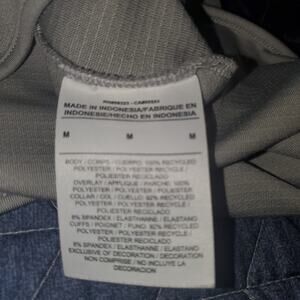 MADE IN INDONESIA/FABRIQUE EN
INDONESIE/HECHO EN INDONESIA
M M M
BODY / CORPS / CUERPO: 100% RECYCLED
POLYESTER / POLYESTER RECYCLE /
POLIESTER RECICLADO
OVERLAY / APPLIQUE / PARCHE: 100%
POLYESTER / POLYESTER / POLIESTER
COLLAR / COL / CUELLO: 92% RECYCLED
POLYESTER / POLYESTER RECYCLE /
POLIESTER RECICLADO
8% SPANDEX / ELASTHANNE / ELASTANO
CUFFS / POIGNET / PUNO: 92% RECYCLED
POLYESTER / POLYESTER RECYCLE /
POLIESTER RECICLADO
8% SPANDEX / ELASTHANNE / ELASTANO
EXCLUSIVE OF DECORATION / DECORATION
NON COMPRISE / NO INCLUYE LA
DECORACION